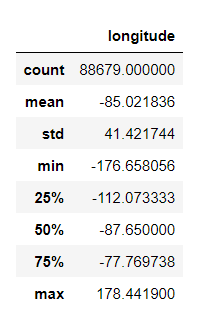 longitude
count 88679.000000
mean -85.021836
std 41.421744
min -176.658056
25% -112.073333
50% -87.650000
75% -77.769738
max 178.441900